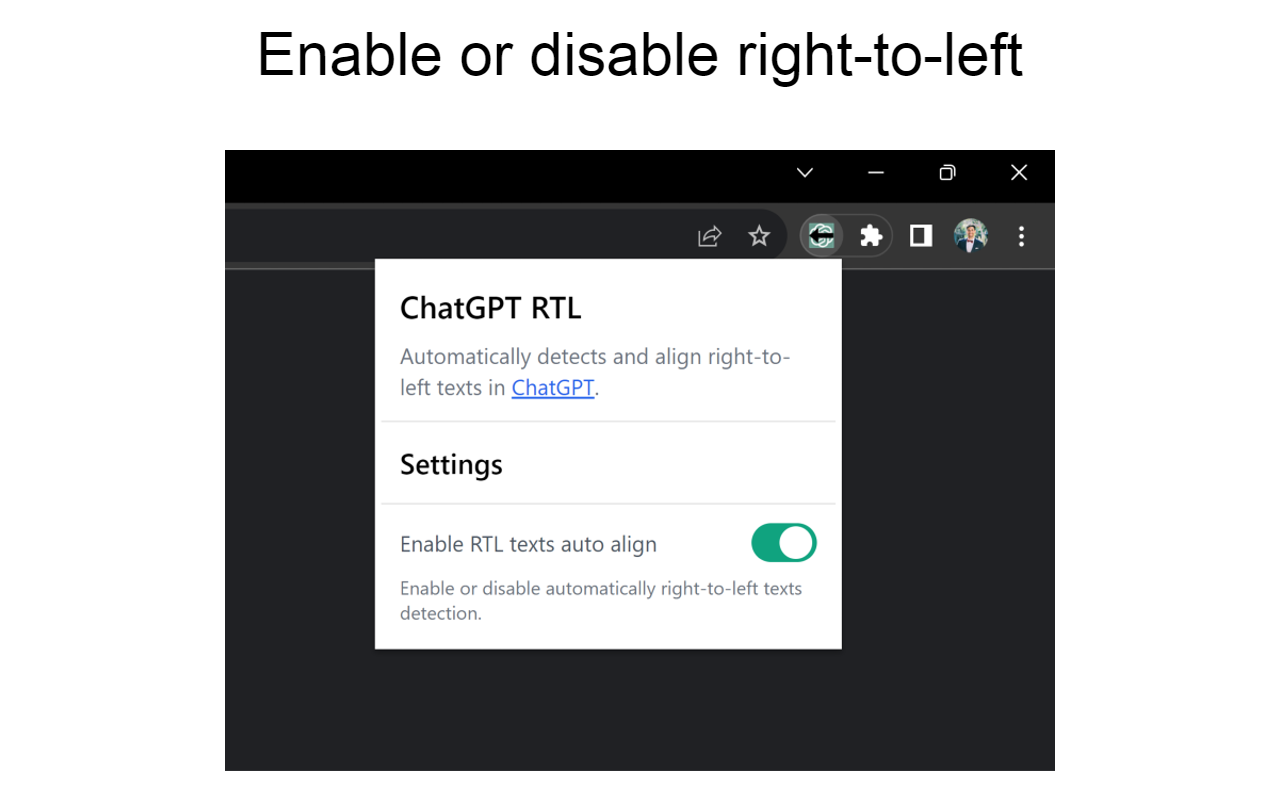 Enable or disable right-to-left
ChatGPT RTL
Automatically detects and align right-to-
left texts in ChatGPT.
Settings
Enable RTL texts auto align
Enable or disable automatically right-to-left texts
detection.